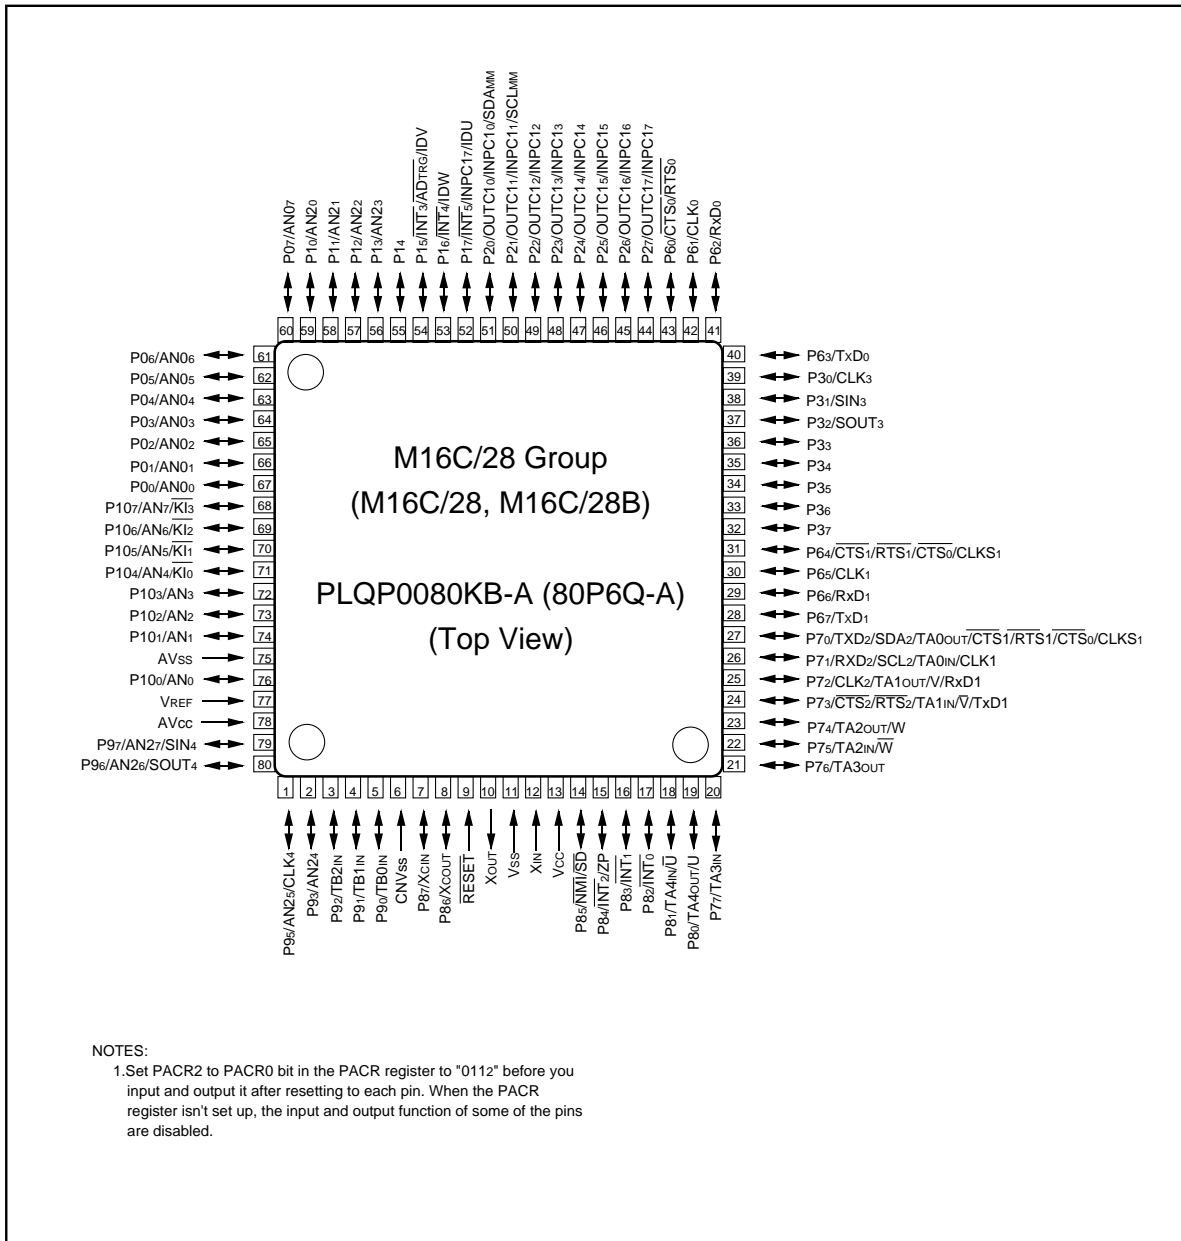 P07/AN07
P10/AN20
P11/AN21
P12/AN22
P13/AN23
P14
P15/INT3/ADTRG/IDV
P16/INT4/IDW
P17/INT5/INPC17/IDU
P20/OUTC10/INPC10/SDAMM
P21/OUTC11/INPC11/SCLMM
P22/OUTC12/INPC12
P23/OUTC13/INPC13
P24/OUTC14/INPC14
P25/OUTC15/INPC15
P26/OUTC16/INPC16
P27/OUTC17/INPC17
P60/CTS0/RTS0
P61/CLK0
P62/RxD0
60 59 58 57 56 55 54 53 52 51 50 49 48 47 46 45 44 43 42 41
P06/AN06 61
P05/AN05 62
P04/AN04 63
P03/AN03 64
P02/AN02 65
P01/AN01 66
P00/AN00 67
P107/AN7/KI3 68
P106/AN6/KI2 69
P105/AN5/KI1 70
P104/AN4/KI0 71
P103/AN3 72
P102/AN2 73
P101/AN1 74
AVSS 75
P100/AN0 76
VREF 77
AVCC 78
P97/AN27/SIN4 79
P96/AN26/SOUT4 80
M16C/28 Group
(M16C/28, M16C/28B)
PLQP0080KB-A (80P6Q-A)
(Top View)
40 P63/TxD0
39 P30/CLK3
38 P31/SIN3
37 P32/SOUT3
36 P33
35 P34
34 P35
33 P36
32 P37
31 P64/CTS1/RTS1/CTS0/CLKS1
30 P65/CLK1
29 P66/RxD1
28 P67/TxD1
27 P70/TXD2/SDA2/TA0OUT/CTS1/RTS1/CTS0/CLKS1
26 P71/RXD2/SCL2/TA0IN/CLK1
25 P72/CLK2/TA1OUT/V/RxD1
24 P73/CTS2/RTS2/TA1IN/V̅/TxD1
23 P74/TA2OUT/W
22 P75/TA2IN/W̅
21 P76/TA3OUT
1 2 3 4 5 6 7 8 9 10 11 12 13 14 15 16 17 18 19 20
P95/AN25/CLK4
P93/AN24
P92/TB2IN
P91/TB1IN
P90/TB0IN
CNVss
P87/XCIN
P86/XCOUT
RESET
XOUT
VSS
XIN
VCC
P85/NMI/SD
P84/INT2/ZP
P83/INT1
P82/INT0
P81/TA4IN/U̅
P80/TA4OUT/U
P77/TA3IN
NOTES:
1.Set PACR2 to PACR0 bit in the PACR register to "0112" before you
input and output it after resetting to each pin. When the PACR
register isn't set up, the input and output function of some of the pins
are disabled.